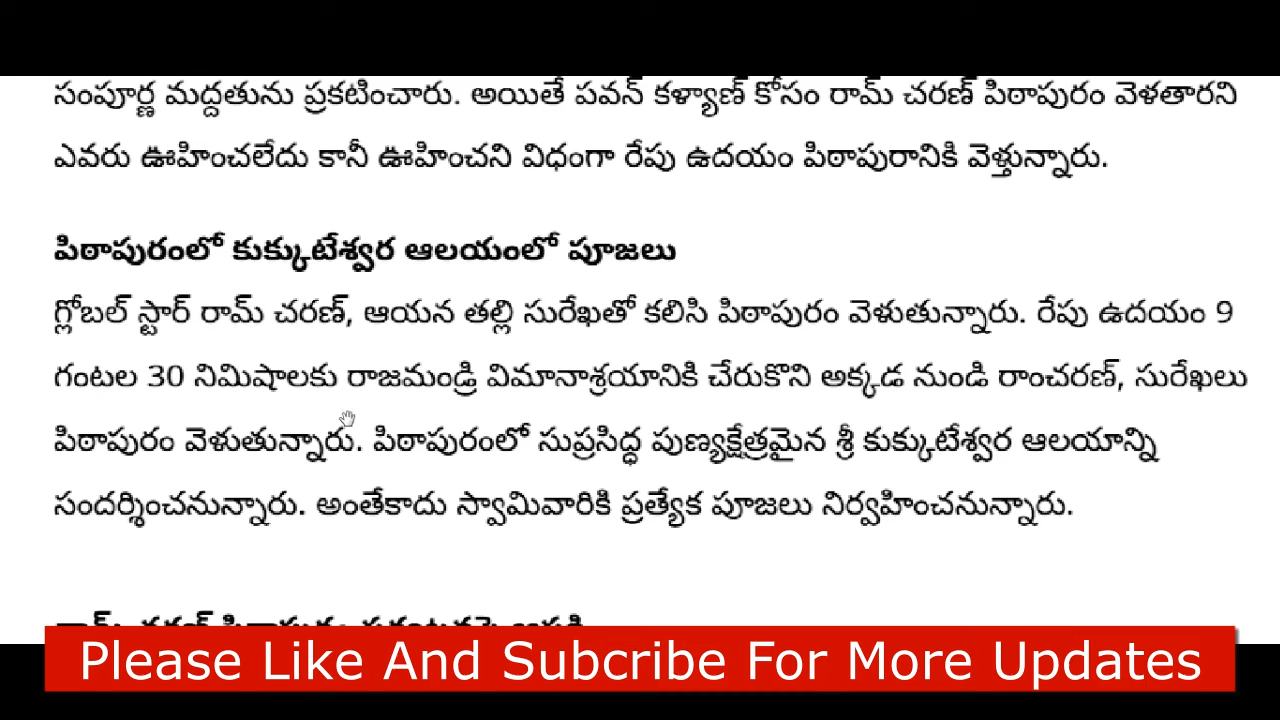 సంపూర్ణ మద్దతును ప్రకటించారు. అయితే పవన్ కళ్యాణ్ కోసం రామ్ చరణ్ పిఠాపురం వెళతారని
ఎవరు ఊహించలేదు కానీ ఊహించని విధంగా రేపు ఉదయం పిఠాపురానికి వెళ్తున్నారు.
పిఠాపురంలో కుక్కుటేశ్వర ఆలయంలో పూజలు
గ్లోబల్ స్టార్ రామ్ చరణ్, ఆయన తల్లి సురేఖతో కలిసి పిఠాపురం వెళుతున్నారు. రేపు ఉదయం 9
గంటల 30 నిమిషాలకు రాజమండ్రి విమానాశ్రయానికి చేరుకొని అక్కడ నుండి రాంచరణ్, సురేఖలు
పిఠాపురం వెళుతున్నారు. పిఠాపురంలో సుప్రసిద్ధ పుణ్యక్షేత్రమైన శ్రీ కుక్కుటేశ్వర ఆలయాన్ని
సందర్శించనున్నారు. అంతేకాదు స్వామివారికి ప్రత్యేక పూజలు నిర్వహించనున్నారు.
Please Like And Subcribe For More Updates